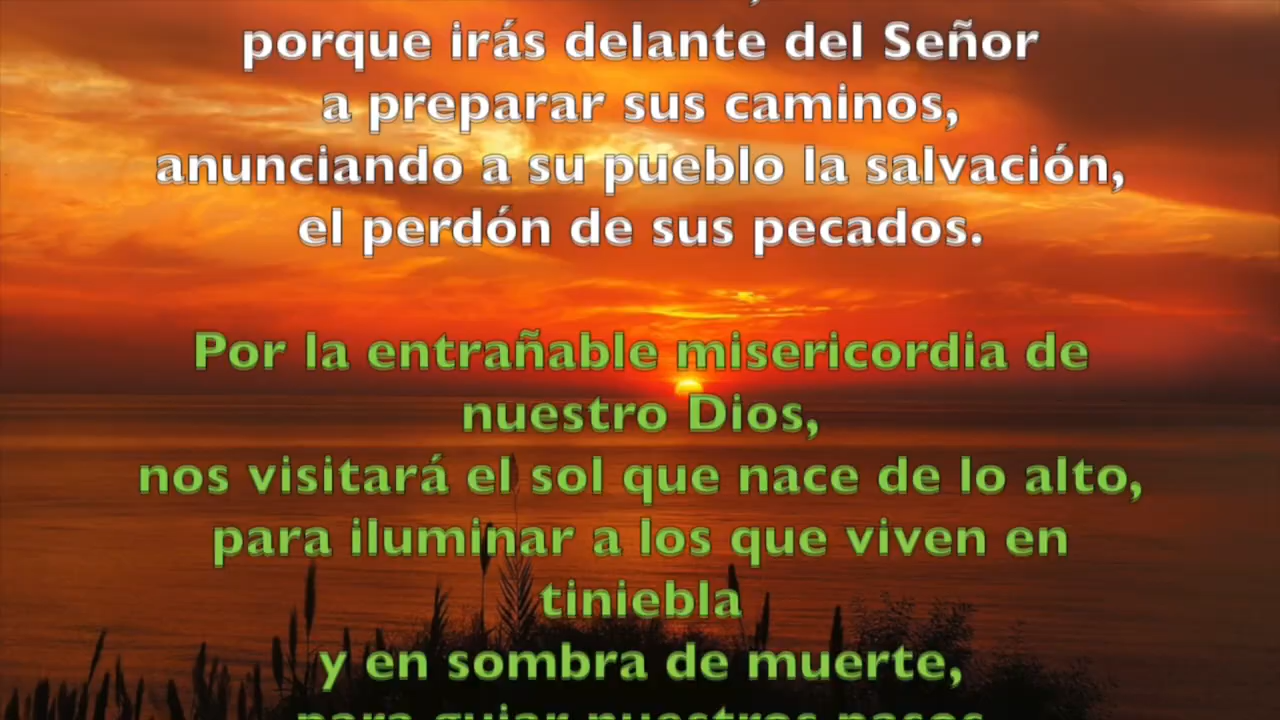 porque irás delante del Señor
a preparar sus caminos,
anunciando a su pueblo la salvación,
el perdón de sus pecados.
Por la entrañable misericordia de
nuestro Dios,
nos visitará el sol que nace de lo alto,
para iluminar a los que viven en
tiniebla
y en sombra de muerte,
para guiar nuestros pasos